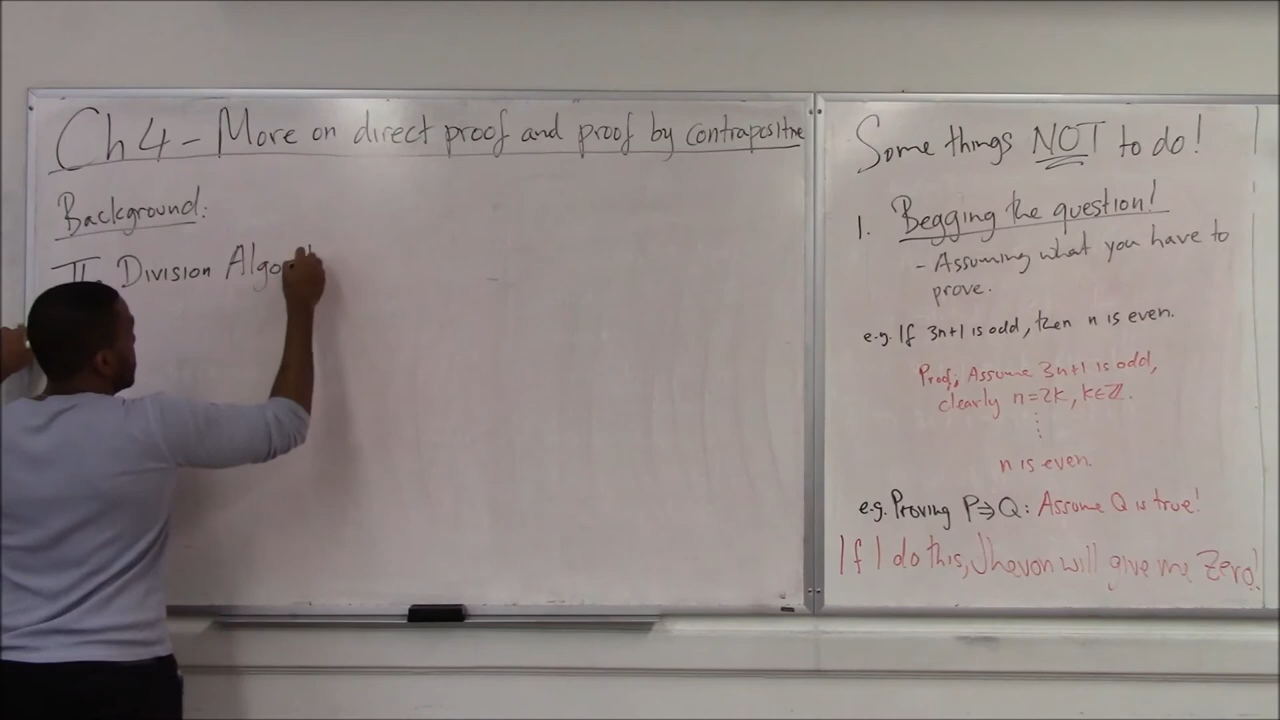 Ch 4 - More on direct proof and proof by contrapositive
Background:
Division Algo
Some things NOT to do!
1. Begging the question!
- Assuming what you have to
prove.
e.g. If 3n+1 is odd, then n is even.
Proof: Assume 3n+1 is odd,
clearly n=2k, k∈ℤ.
⋮
n is even.
e.g. Proving P⇒Q: Assume Q is true!
If I do this, Jhevon will give me Zero!